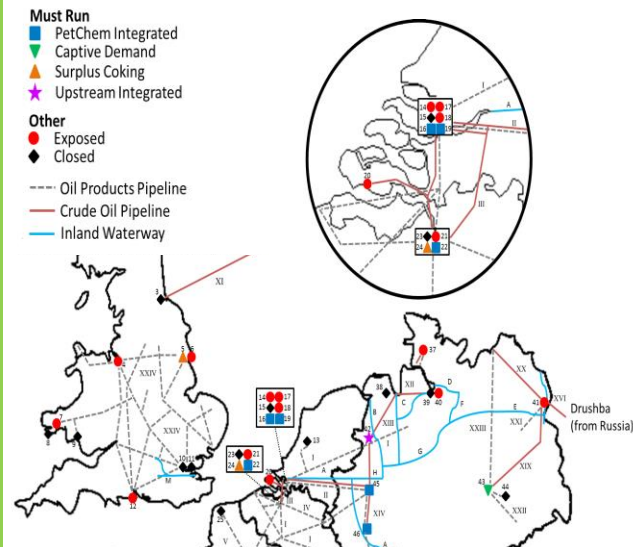 Must Run
PetChem Integrated
Captive Demand
Surplus Coking
Upstream Integrated
Other
Exposed
Closed
Oil Products Pipeline
Crude Oil Pipeline
Inland Waterway
I
14 17
15 18
16 19
A
II
20
III
23 21
24 22
XI
3
5 6
2
XXIV
7
XXIV
10
M
12
14 17
15 18
16 19
13
23 21
24 22
I
A
II
III
IV
I
V
I
25
37
38
XII
39 40
D
B
C
F
XIII
I
G
H
45
XIV
46
A
XX
41
XVI
Drushba
(from Russia)
E
XXIII
XXI
XIX
43
44
XXII